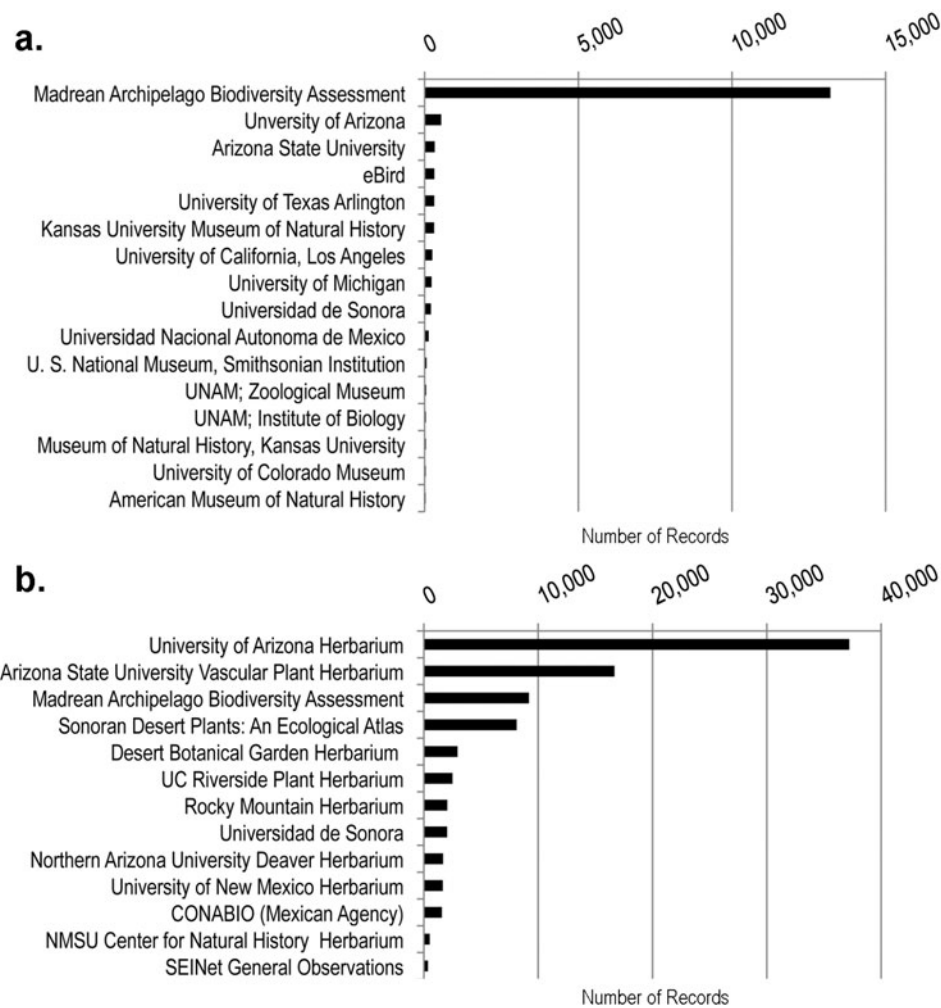 a.
0 5,000 10,000 15,000
Madrean Archipelago Biodiversity Assessment
Unversity of Arizona
Arizona State University
eBird
University of Texas Arlington
Kansas University Museum of Natural History
University of California, Los Angeles
University of Michigan
Universidad de Sonora
Universidad Nacional Autonoma de Mexico
U. S. National Museum, Smithsonian Institution
UNAM; Zoological Museum
UNAM; Institute of Biology
Museum of Natural History, Kansas University
University of Colorado Museum
American Museum of Natural History
Number of Records
b.
0 10,000 20,000 30,000 40,000
University of Arizona Herbarium
Arizona State University Vascular Plant Herbarium
Madrean Archipelago Biodiversity Assessment
Sonoran Desert Plants: An Ecological Atlas
Desert Botanical Garden Herbarium
UC Riverside Plant Herbarium
Rocky Mountain Herbarium
Universidad de Sonora
Northern Arizona University Deaver Herbarium
University of New Mexico Herbarium
CONABIO (Mexican Agency)
NMSU Center for Natural History Herbarium
SEINet General Observations
Number of Records